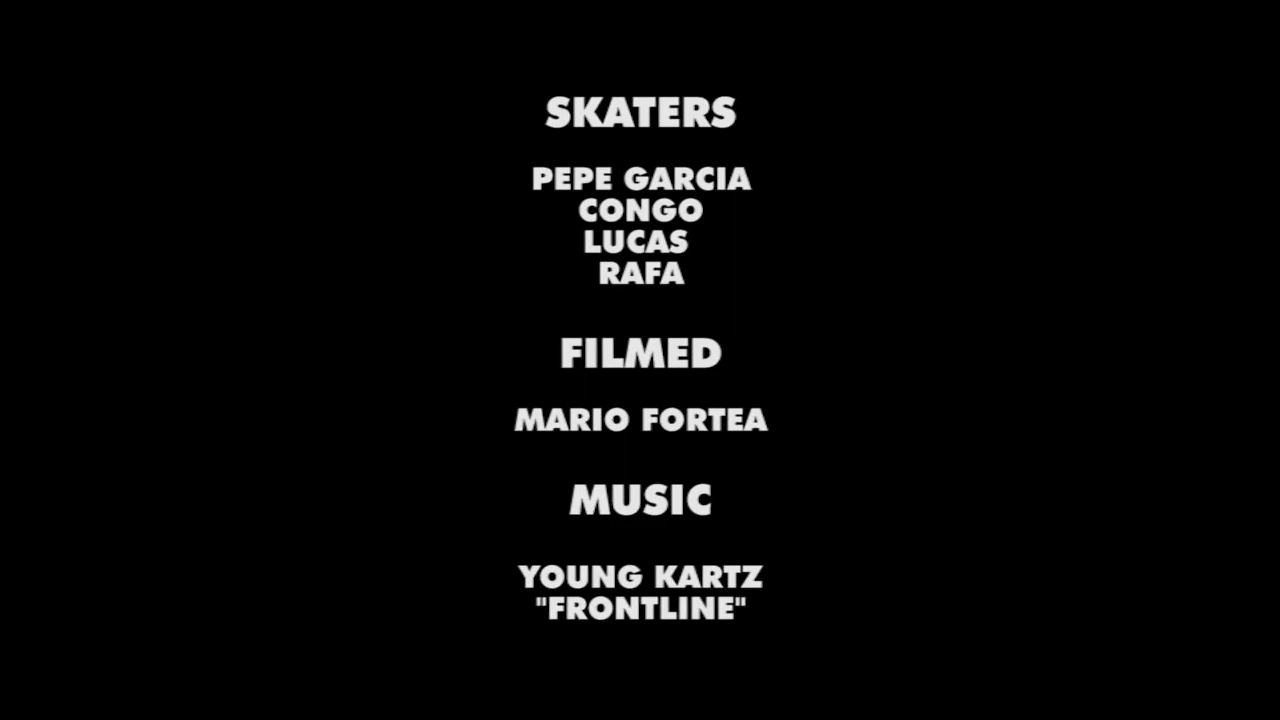 SKATERS
PEPE GARCIA
CONGO
LUCAS
RAFA
FILMED
MARIO FORTEA
MUSIC
YOUNG KARTZ
"FRONTLINE"